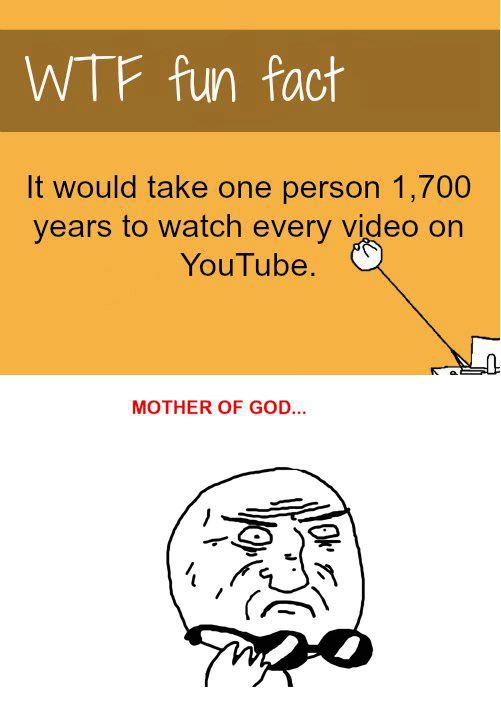 WTF fun fact
It would take one person 1,700
years to watch every video on
YouTube.
MOTHER OF GOD...